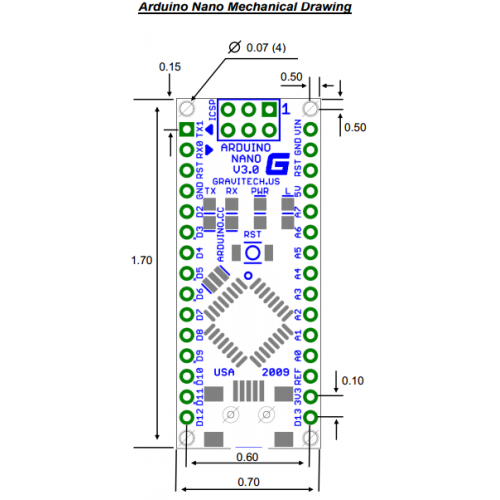 Arduino Nano Mechanical Drawing
0.07 (4)
0.15
0.50
0.50
ICSP
1
TX1
VIN
RX0
GND
ARDUINO
NANO
V3.0
G
RST
RST
GRAVITECH.US
GND
5V
TX RX PWR L
D2
A7
D3
A6
ARDUINO.CC
RST
D4
A5
1.70
D5
A4
D6
A3
D7
A2
D8
A1
D9
A0
USA 2009
D10
REF
0.10
D11
3V3
D12
D13
0.60
0.70